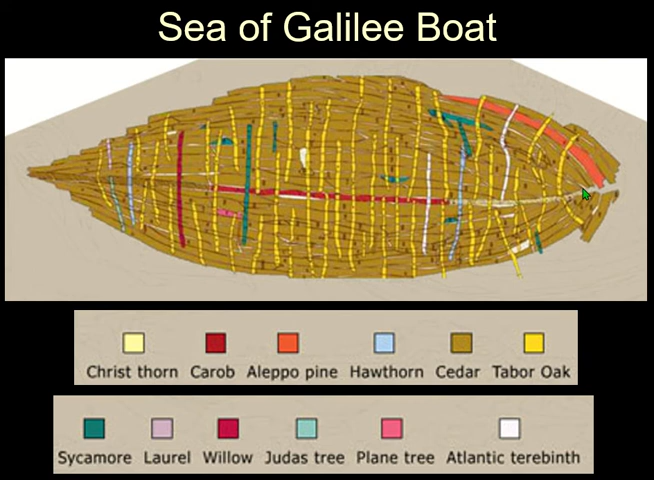 Sea of Galilee Boat
Christ thorn Carob Aleppo pine Hawthorn Cedar Tabor Oak
Sycamore Laurel Willow Judas tree Plane tree Atlantic terebinth